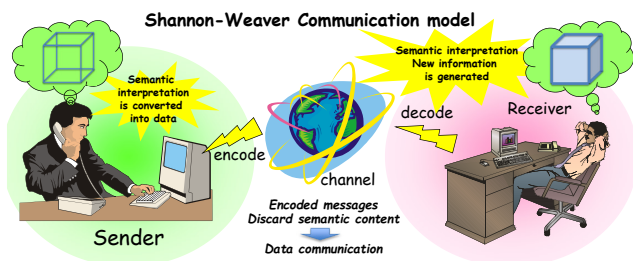 Shannon-Weaver Communication model
Semantic
interpretation
is converted
into data
Semantic interpretation
New information
is generated
encode
decode
Receiver
channel
Sender
Encoded messages
Discard semantic content
Data communication